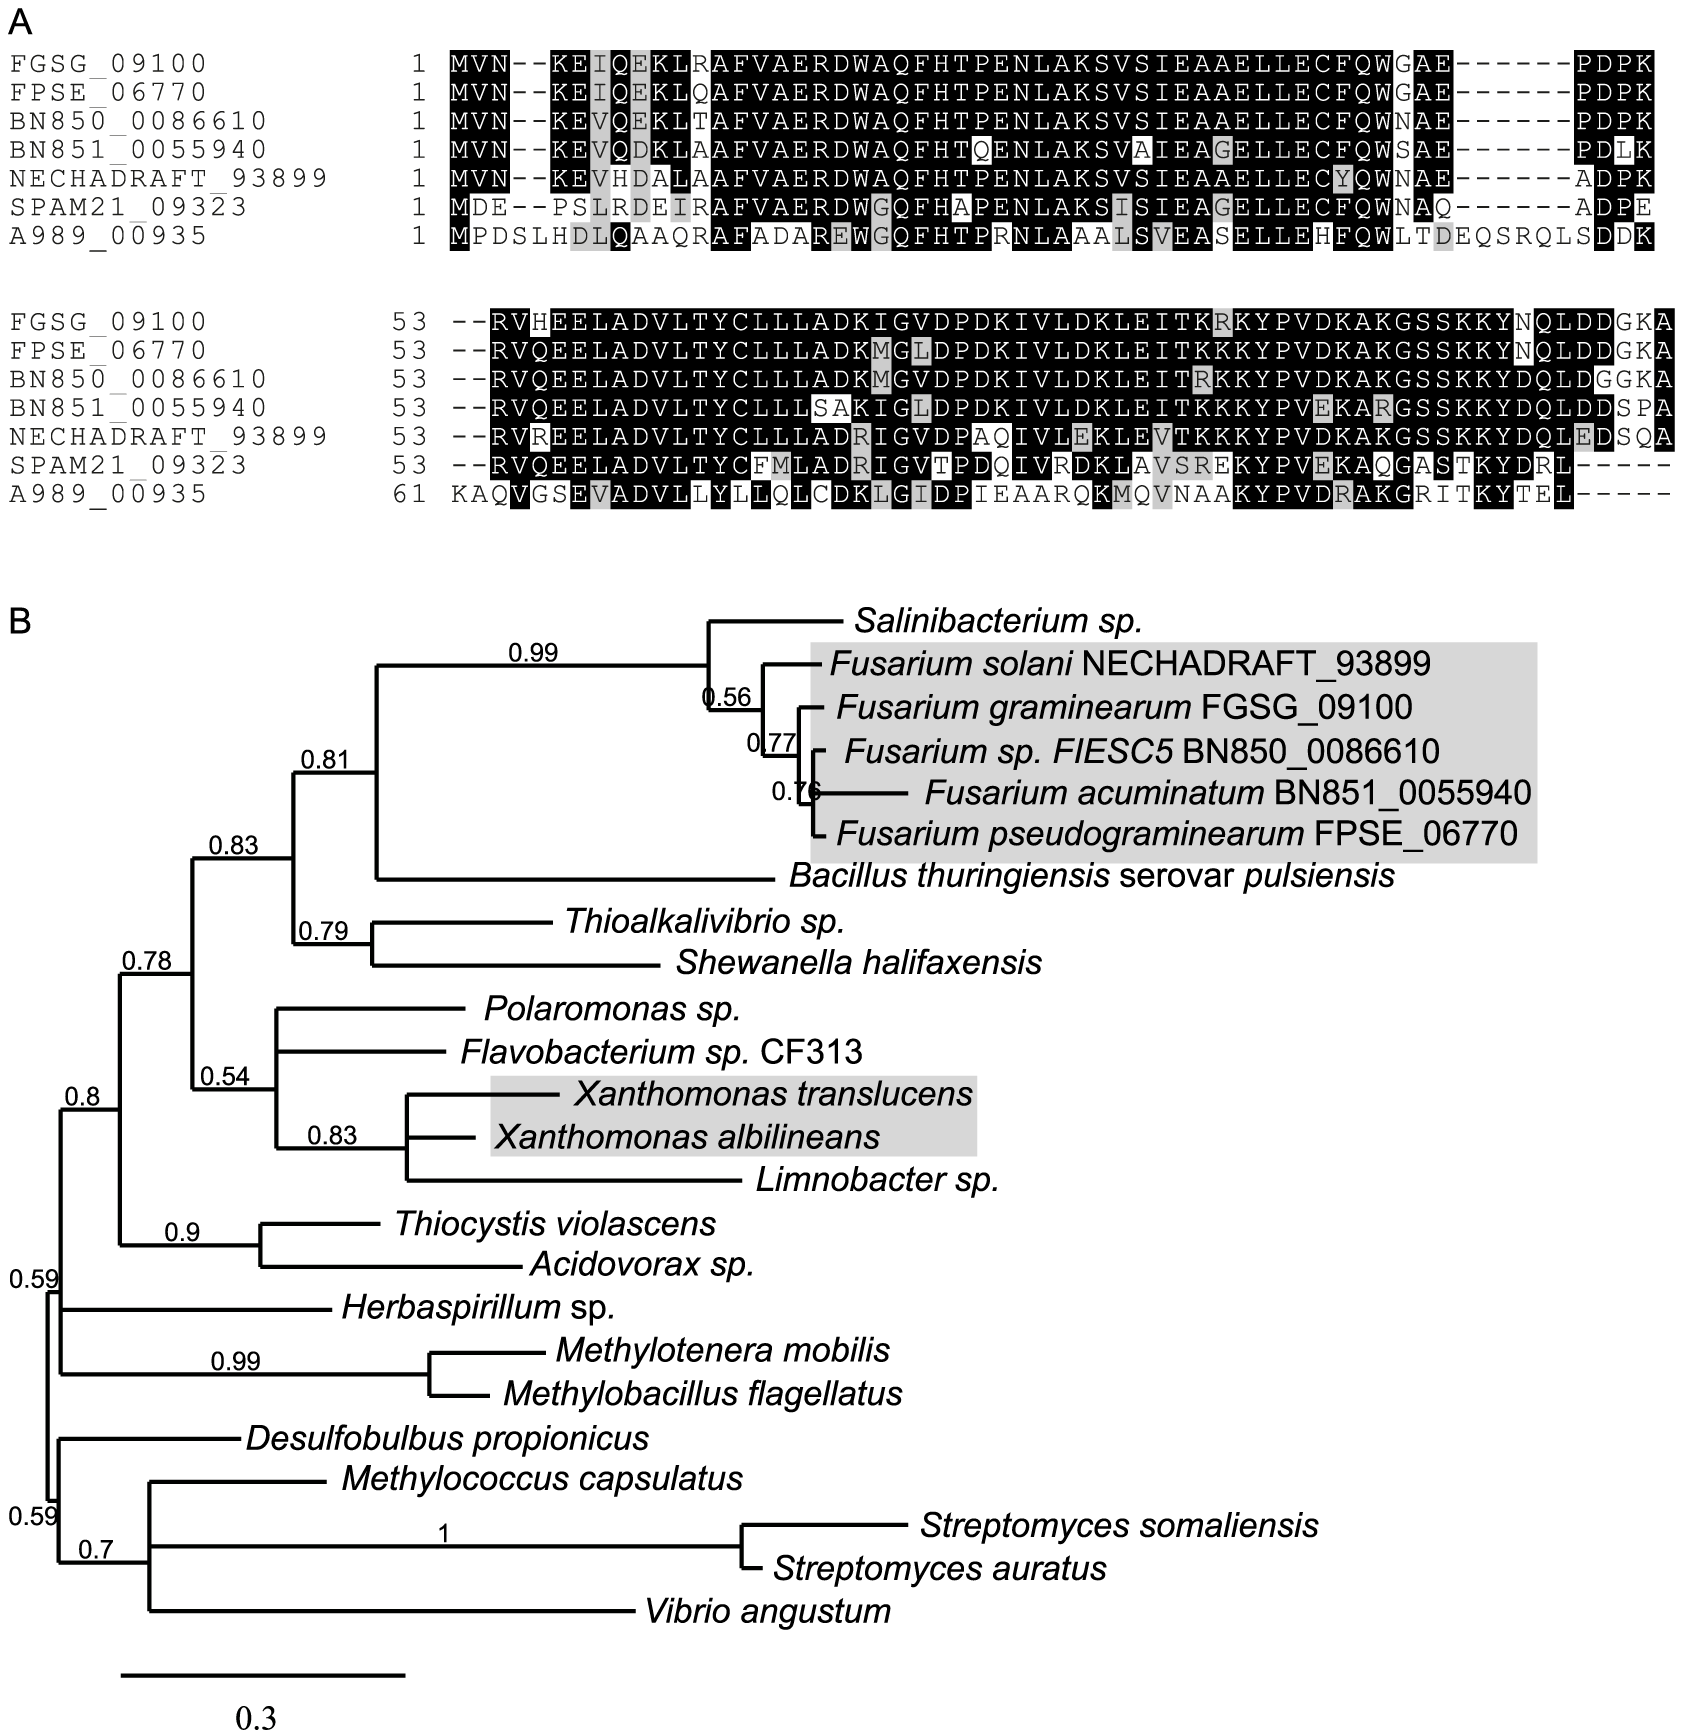 A
FGSG_09100 1 MVN--KEIQEKLRAFVAERDWAQFHTPENLAKSVSIEAAELLECFQWGAE------PDPK
FPSE_06770 1 MVN--KEIQEKLQAFVAERDWAQFHTPENLAKSVSIEAAELLECFQWGAE------PDPK
BN850_0086610 1 MVN--KEVQEKLTAFVAERDWAQFHTPENLAKSVSIEAAELLECFQWNAE------PDPK
BN851_0055940 1 MVN--KEVQDKLAAFVAERDWAQFHTQENLAKSVAIEAGELLECFQWSAE------PDLK
NECHADRAFT_93899 1 MVN--KEVHDALAAFVAERDWAQFHTPENLAKSVSIEAAELLECYQWNAE------ADPK
SPAM21_09323 1 MDE--PSLRDEIRAFVAERDWGQFHAPENLAKSISIEAGELLECFQWNAQ------ADPE
A989_00935 1 MPDSLHDLQAAQRAFADAREWGQFHTPRNLAAALSVEASELLEHFQWLTDEQSRQLSDDK
FGSG_09100 53 --RVHEELADVLTYCLLLADKIGVDPDKIVLDKLEITKRKYPVDKAKGSSKKYNQLDDGKA
FPSE_06770 53 --RVQEELADVLTYCLLLADKMGLDPDKIVLDKLEITKKKYPVDKAKGSSKKYNQLDDGKA
BN850_0086610 53 --RVQEELADVLTYCLLLADKMGVDPDKIVLDKLEITRKKYPVDKAKGSSKKYDQLDGGKA
BN851_0055940 53 --RVQEELADVLTYCLLLSAKIGLDPDKIVLDKLEITKKKYPVEKARGSSKKYDQLDDSPA
NECHADRAFT_93899 53 --RVREELADVLTYCLLLADRIGVDPAQIVLEKLEVTKKKYPVDKAKGSSKKYDQLEDSQA
SPAM21_09323 53 --RVQEELADVLTYCFMLADRIGVTPDQIVRDKLAVSREKYPVEKAQGASTKYDRL-----
A989_00935 61 KAQVGSEVADVLLYLLQLCDKLGIDPIEAARQKMQVNAAKYPVDRAKGRITKYTEL-----
B
Salinibacterium sp.
0.99
Fusarium solani NECHADRAFT_93899
0.56
Fusarium graminearum FGSG_09100
0.77
Fusarium sp. FIESC5 BN850_0086610
0.81
0.76
Fusarium acuminatum BN851_0055940
Fusarium pseudograminearum FPSE_06770
0.83
Bacillus thuringiensis serovar pulsiensis
Thioalkalivibrio sp.
0.79
0.78
Shewanella halifaxensis
Polaromonas sp.
Flavobacterium sp. CF313
0.54
0.8
Xanthomonas translucens
0.83
Xanthomonas albilineans
Limnobacter sp.
Thiocystis violascens
0.9
Acidovorax sp.
0.59
Herbaspirillum sp.
Methylotenera mobilis
0.99
Methylobacillus flagellatus
Desulfobulbus propionicus
Methylococcus capsulatus
0.59
Streptomyces somaliensis
1
0.7
Streptomyces auratus
Vibrio angustum
0.3